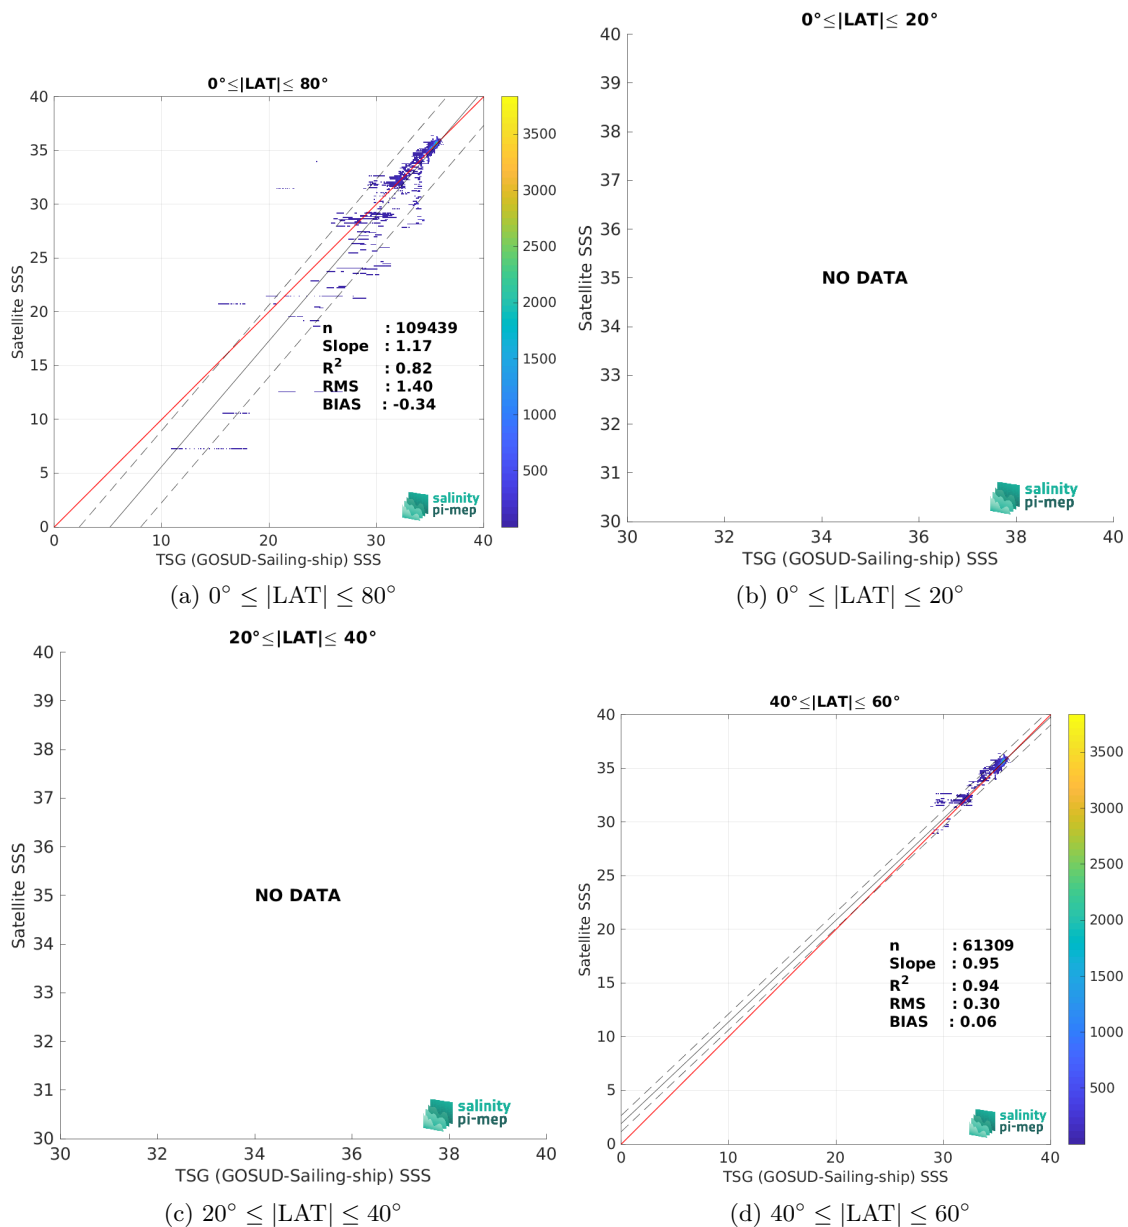 0°≤|LAT|≤ 80°
40
35
30
25
20
15
10
5
0
Satellite SSS
n : 109439
Slope : 1.17
R² : 0.82
RMS : 1.40
BIAS : -0.34
salinity
pi-mep
0 10 20 30 40
TSG (GOSUD-Sailing-ship) SSS
3500
3000
2500
2000
1500
1000
500
(a) 0° ≤ |LAT| ≤ 80°
0°≤|LAT|≤ 20°
40
39
38
37
36
35
34
33
32
31
30
Satellite SSS
NO DATA
salinity
pi-mep
30 32 34 36 38 40
TSG (GOSUD-Sailing-ship) SSS
(b) 0° ≤ |LAT| ≤ 20°
20°≤|LAT|≤ 40°
40
39
38
37
36
35
34
33
32
31
30
Satellite SSS
NO DATA
salinity
pi-mep
30 32 34 36 38 40
TSG (GOSUD-Sailing-ship) SSS
(c) 20° ≤ |LAT| ≤ 40°
40°≤|LAT|≤ 60°
40
35
30
25
20
15
10
5
0
Satellite SSS
n : 61309
Slope : 0.95
R² : 0.94
RMS : 0.30
BIAS : 0.06
salinity
pi-mep
0 10 20 30 40
TSG (GOSUD-Sailing-ship) SSS
3500
3000
2500
2000
1500
1000
500
(d) 40° ≤ |LAT| ≤ 60°